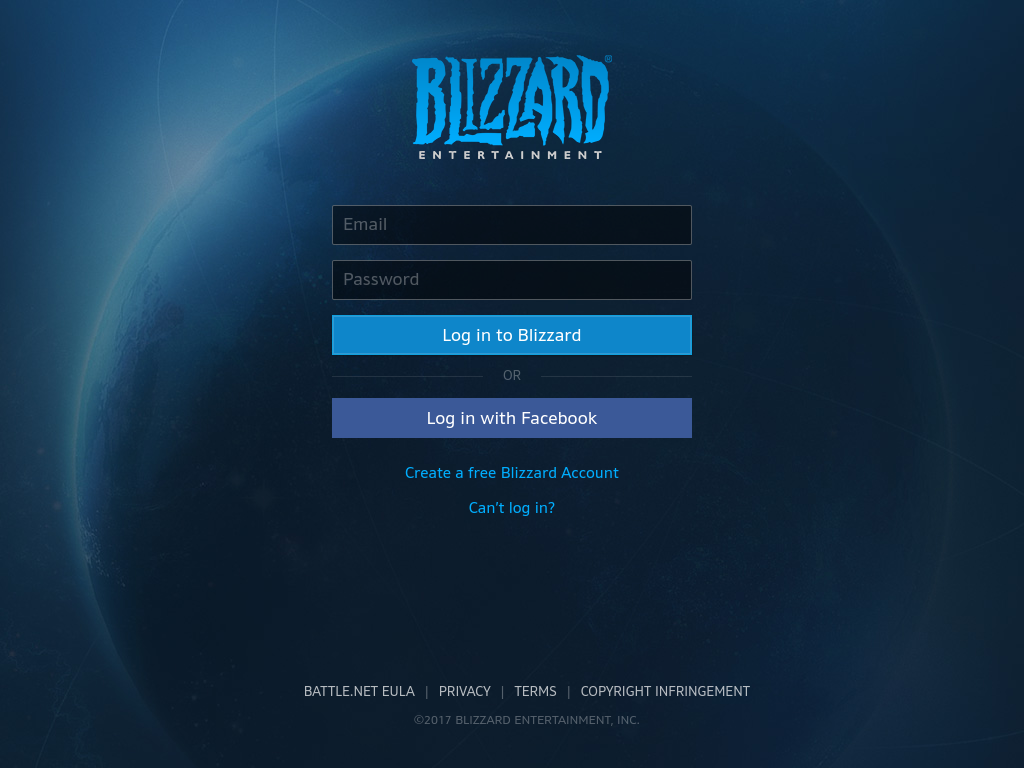 BLIZZARD®
ENTERTAINMENT
Email
Password
Log in to Blizzard
OR
Log in with Facebook
Create a free Blizzard Account
Can't log in?
BATTLE.NET EULA | PRIVACY | TERMS | COPYRIGHT INFRINGEMENT
©2017 BLIZZARD ENTERTAINMENT, INC.